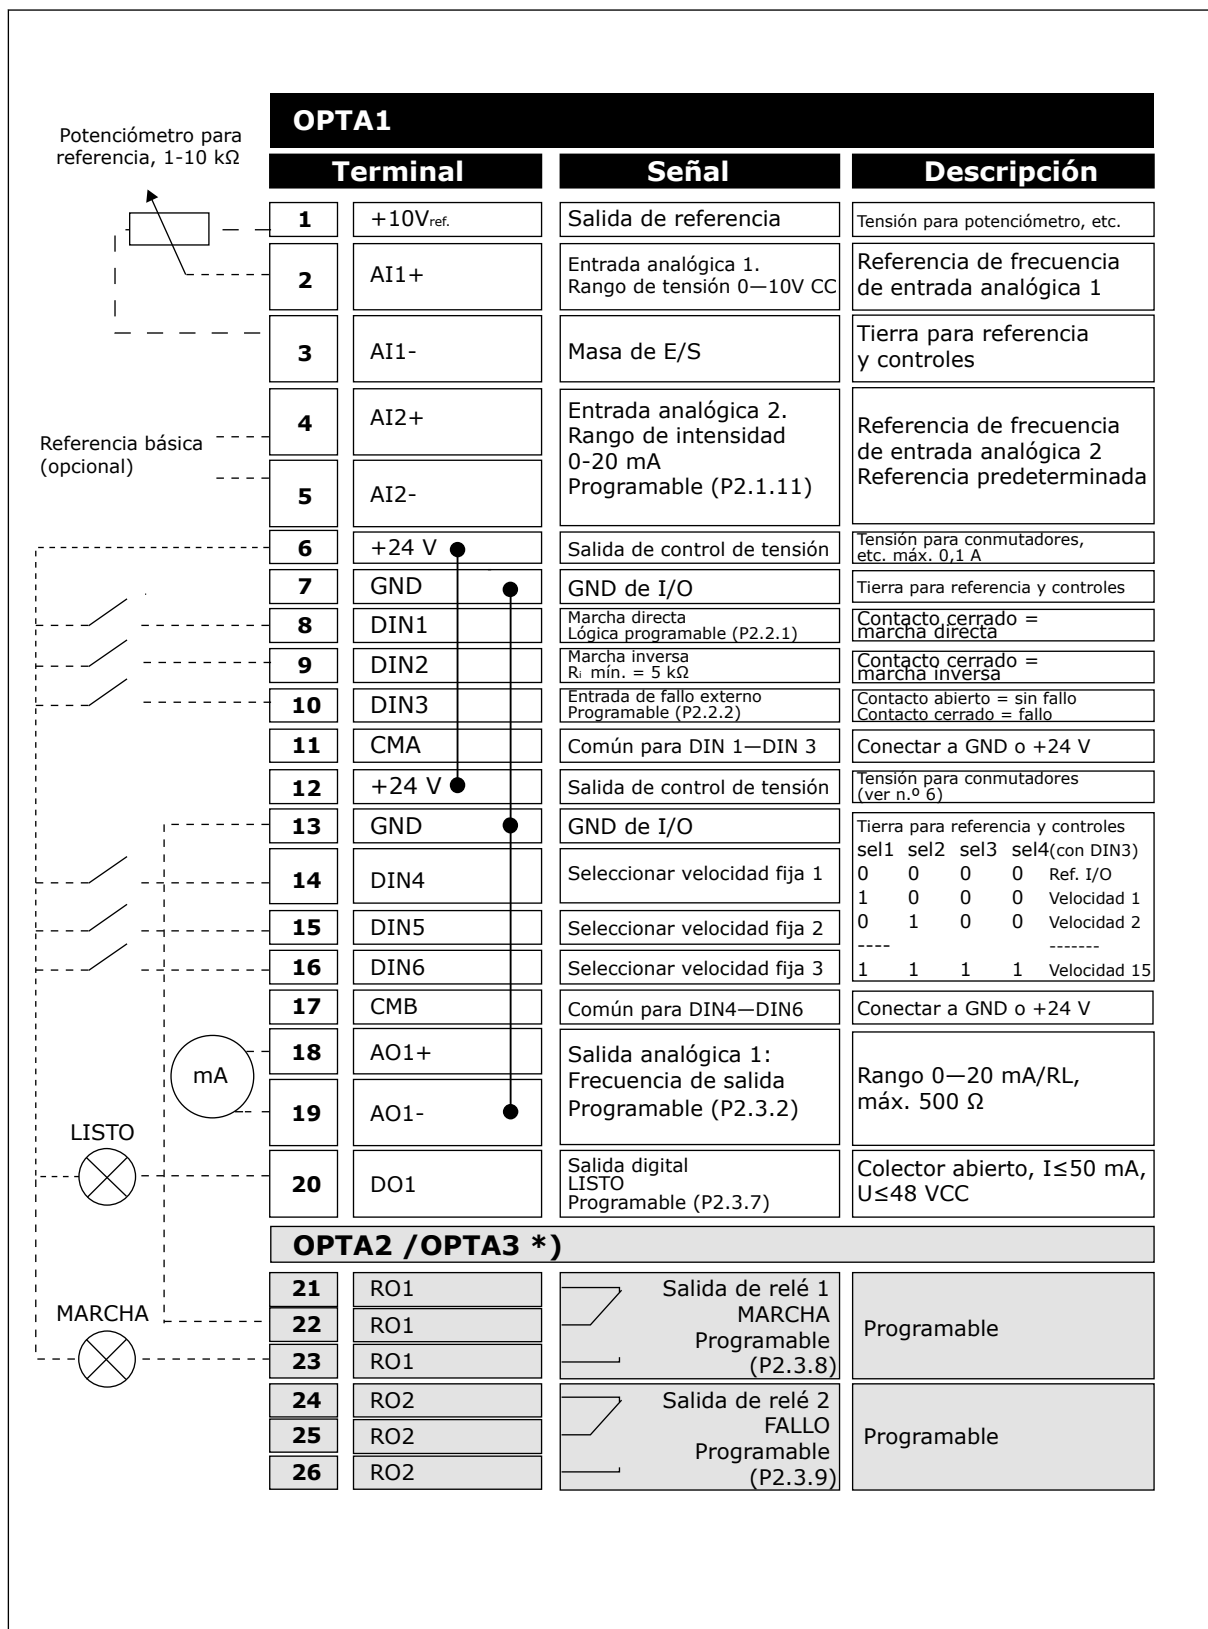 OPTA1
Potenciómetro para
referencia, 1-10 kΩ
Terminal Señal Descripción
1 +10Vref. Salida de referencia Tensión para potenciómetro, etc.
2 AI1+ Entrada analógica 1.
Rango de tensión 0—10V CC Referencia de frecuencia
de entrada analógica 1
3 AI1- Masa de E/S Tierra para referencia
y controles
Referencia básica
(opcional)
4 AI2+
5 AI2-
Entrada analógica 2.
Rango de intensidad
0-20 mA
Programable (P2.1.11)
Referencia de frecuencia
de entrada analógica 2
Referencia predeterminada
6 +24 V Salida de control de tensión Tensión para conmutadores,
etc. máx. 0,1 A
7 GND GND de I/O Tierra para referencia y controles
8 DIN1 Marcha directa
Lógica programable (P2.2.1) Contacto cerrado =
marcha directa
9 DIN2 Marcha inversa
Ri mín. = 5 kΩ Contacto cerrado =
marcha inversa
10 DIN3 Entrada de fallo externo
Programable (P2.2.2) Contacto abierto = sin fallo
Contacto cerrado = fallo
11 CMA Común para DIN 1—DIN 3 Conectar a GND o +24 V
12 +24 V Salida de control de tensión Tensión para conmutadores
(ver n.º 6)
13 GND GND de I/O Tierra para referencia y controles
14 DIN4 Seleccionar velocidad fija 1
15 DIN5 Seleccionar velocidad fija 2
16 DIN6 Seleccionar velocidad fija 3
sel1 sel2 sel3 sel4(con DIN3)
0 0 0 0 Ref. I/O
1 0 0 0 Velocidad 1
0 1 0 0 Velocidad 2
---- -------
1 1 1 1 Velocidad 15
17 CMB Común para DIN4—DIN6 Conectar a GND o +24 V
mA
18 AO1+
19 AO1-
Salida analógica 1:
Frecuencia de salida
Programable (P2.3.2)
Rango 0—20 mA/RL,
máx. 500 Ω
LISTO
20 DO1 Salida digital
LISTO
Programable (P2.3.7) Colector abierto, I≤50 mA,
U≤48 VCC
OPTA2 /OPTA3 *)
MARCHA
21 RO1
22 RO1
23 RO1
Salida de relé 1
MARCHA
Programable
(P2.3.8)
Programable
24 RO2
25 RO2
26 RO2
Salida de relé 2
FALLO
Programable
(P2.3.9)
Programable